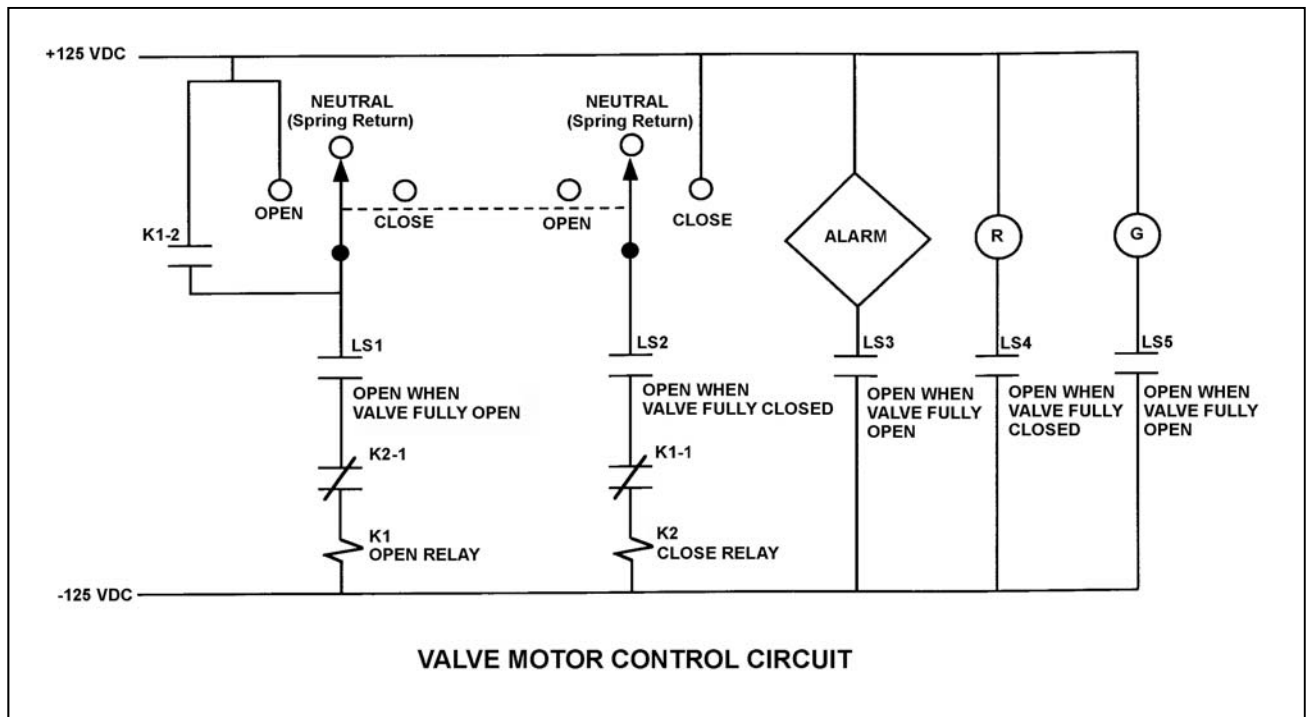 +125 VDC
NEUTRAL
(Spring Return)
NEUTRAL
(Spring Return)
OPEN
CLOSE
OPEN
CLOSE
K1-2
ALARM
R
G
LS1
OPEN WHEN
VALVE FULLY OPEN
LS2
OPEN WHEN
VALVE FULLY CLOSED
LS3
OPEN WHEN
VALVE FULLY
OPEN
LS4
OPEN WHEN
VALVE FULLY
CLOSED
LS5
OPEN WHEN
VALVE FULLY
OPEN
K2-1
K1-1
K1
OPEN RELAY
K2
CLOSE RELAY
-125 VDC
VALVE MOTOR CONTROL CIRCUIT